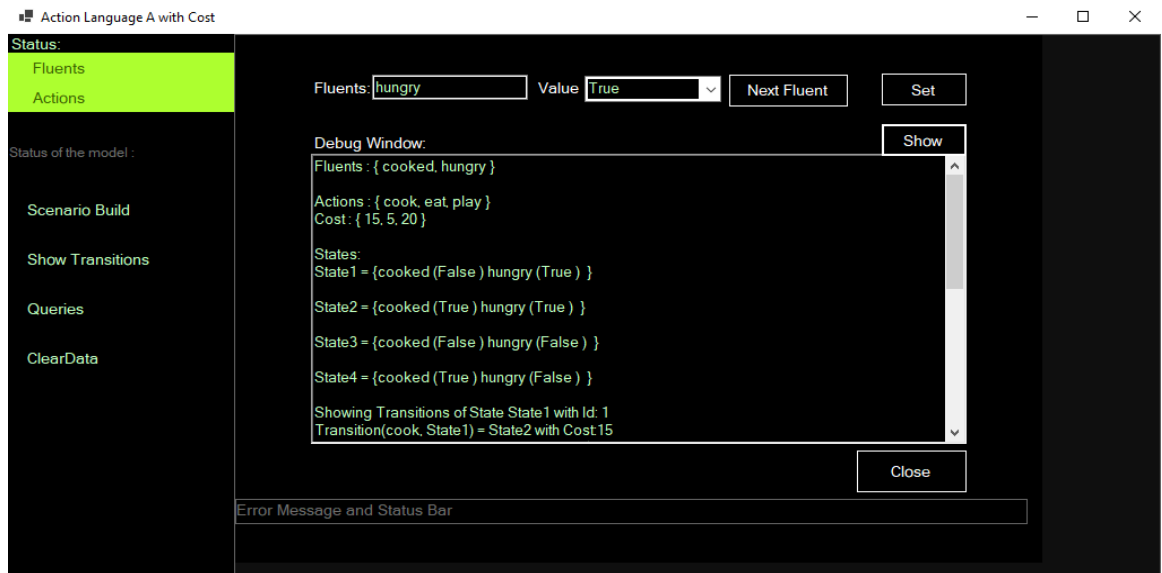 Action Language A with Cost
Status:
Fluents
Actions
Status of the model :
Scenario Build
Show Transitions
Queries
ClearData
Fluents: hungry Value True Next Fluent Set
Debug Window: Show
Fluents : { cooked, hungry }
Actions : { cook, eat, play }
Cost : { 15, 5, 20 }
States:
State1 = {cooked (False ) hungry (True ) }
State2 = {cooked (True ) hungry (True ) }
State3 = {cooked (False ) hungry (False ) }
State4 = {cooked (True ) hungry (False ) }
Showing Transitions of State State1 with Id: 1
Transition(cook, State1) = State2 with Cost:15
Close
Error Message and Status Bar